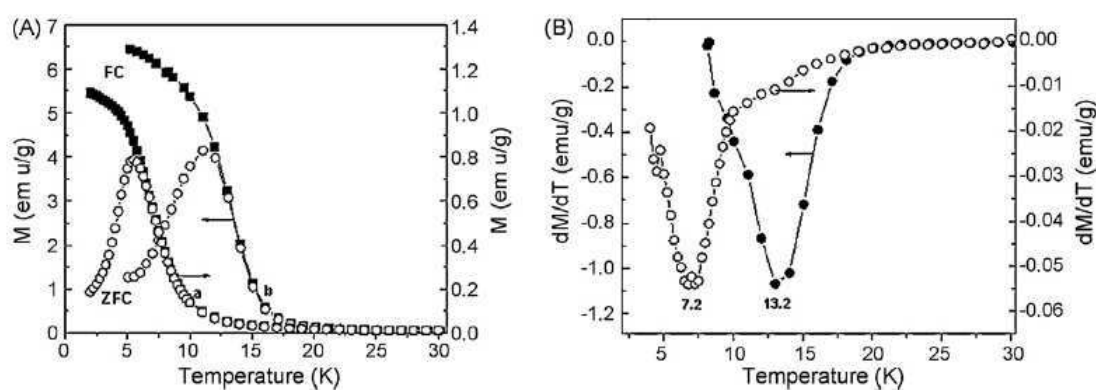 (A)
7
6
5
4
3
2
1
0
M (em u/g)
FC
ZFC
a
b
1.4
1.2
1.0
0.8
0.6
0.4
0.2
0.0
M (em u/g)
0 5 10 15 20 25 30
Temperature (K)
(B)
0.0
-0.2
-0.4
-0.6
-0.8
-1.0
-1.2
dM/dT (emu/g)
7.2
13.2
0.00
-0.01
-0.02
-0.03
-0.04
-0.05
-0.06
dM/dT (emu/g)
5 10 15 20 25 30
Temperature (K)